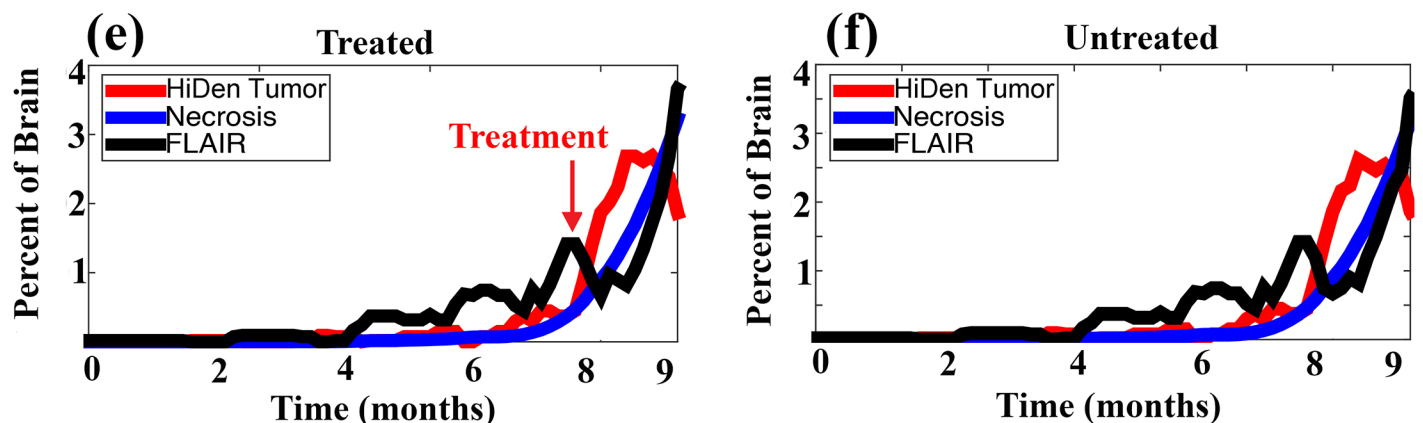 (e)
Treated
Percent of Brain
4
3
2
1
HiDen Tumor
Necrosis
FLAIR
Treatment
0 2 4 6 8 9
Time (months)
(f)
Untreated
Percent of Brain
4
3
2
1
HiDen Tumor
Necrosis
FLAIR
0 2 4 6 8 9
Time (months)